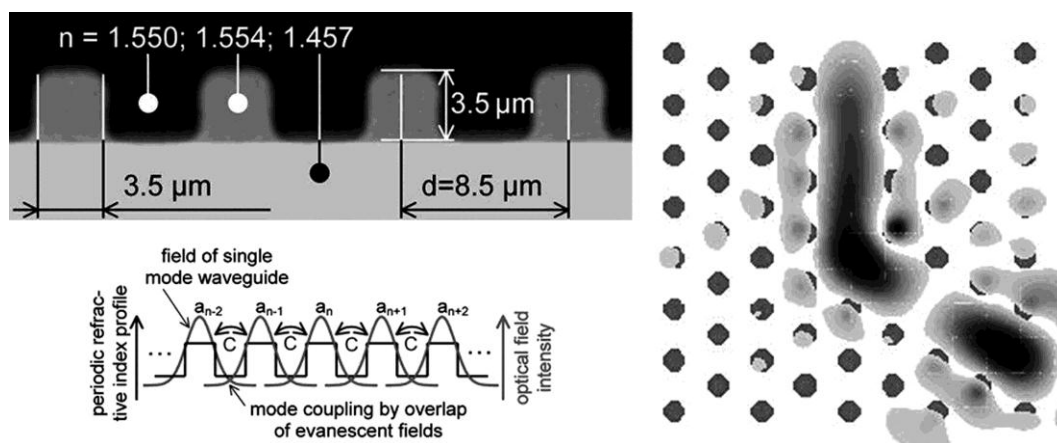 n = 1.550; 1.554; 1.457
3.5 µm
3.5 µm
d=8.5 µm
field of single
mode waveguide
periodic refrac-
tive index profile
aₙ₋₂ aₙ₋₁ aₙ aₙ₊₁ aₙ₊₂
... C C C C ...
optical field
intensity
mode coupling by overlap
of evanescent fields